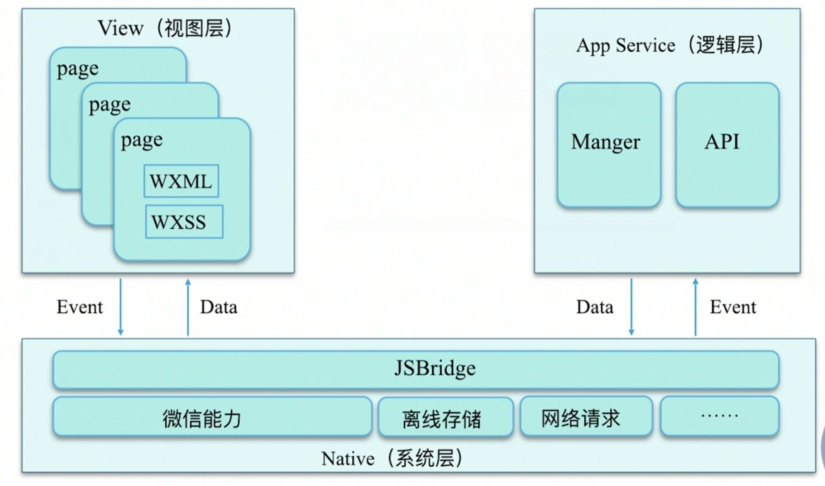 View（视图层）
page
page
page
WXML
WXSS
App Service（逻辑层）
Manger
API
Event
Data
Data
Event
JSBridge
微信能力
离线存储
网络请求
······
Native（系统层）